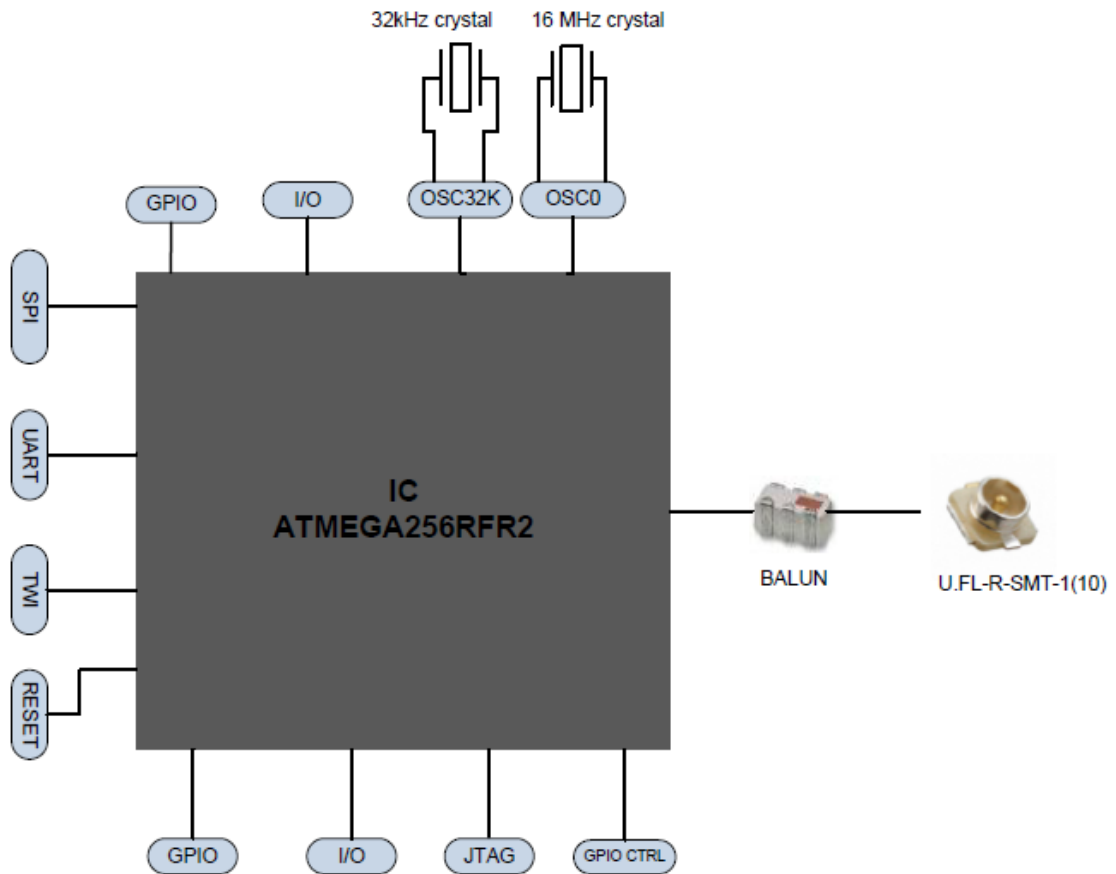 32kHz crystal
16 MHz crystal
GPIO
I/O
OSC32K
OSC0
SPI
UART
TWI
RESET
IC
ATMEGA256RFR2
BALUN
U.FL-R-SMT-1(10)
GPIO
I/O
JTAG
GPIO CTRL